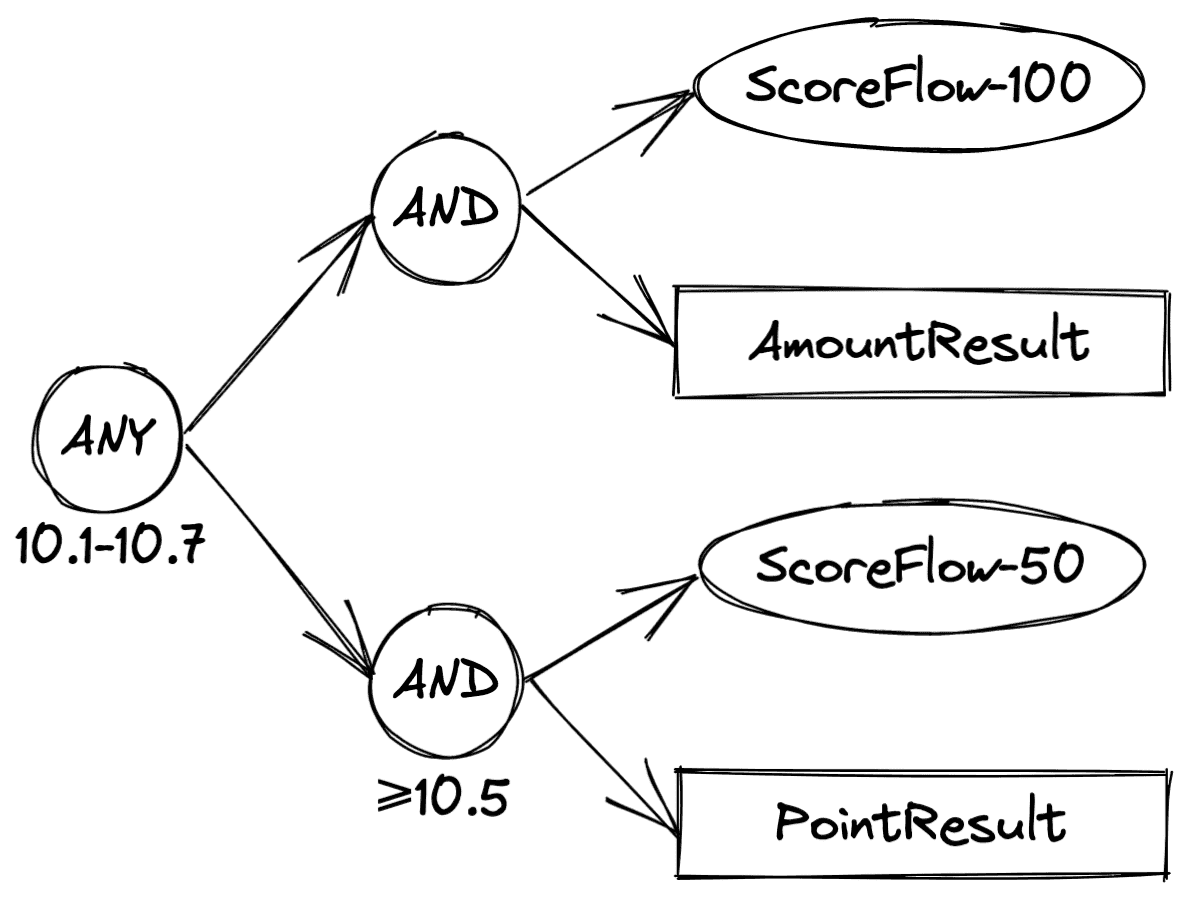 ScoreFlow-100
AND
AmountResult
ANY
10.1-10.7
ScoreFlow-50
AND
≥10.5
PointResult